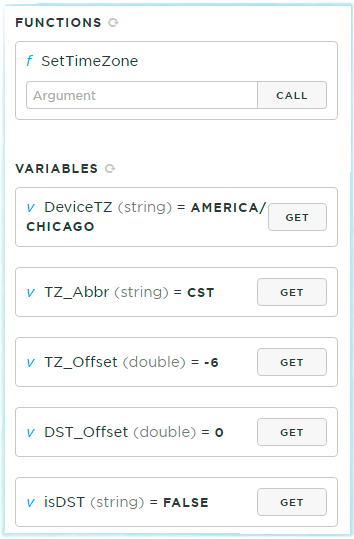 FUNCTIONS
f SetTimeZone
Argument CALL
VARIABLES
v DeviceTZ (string) = AMERICA/
CHICAGO GET
v TZ_Abbr (string) = CST GET
v TZ_Offset (double) = -6 GET
v DST_Offset (double) = 0 GET
v isDST (string) = FALSE GET